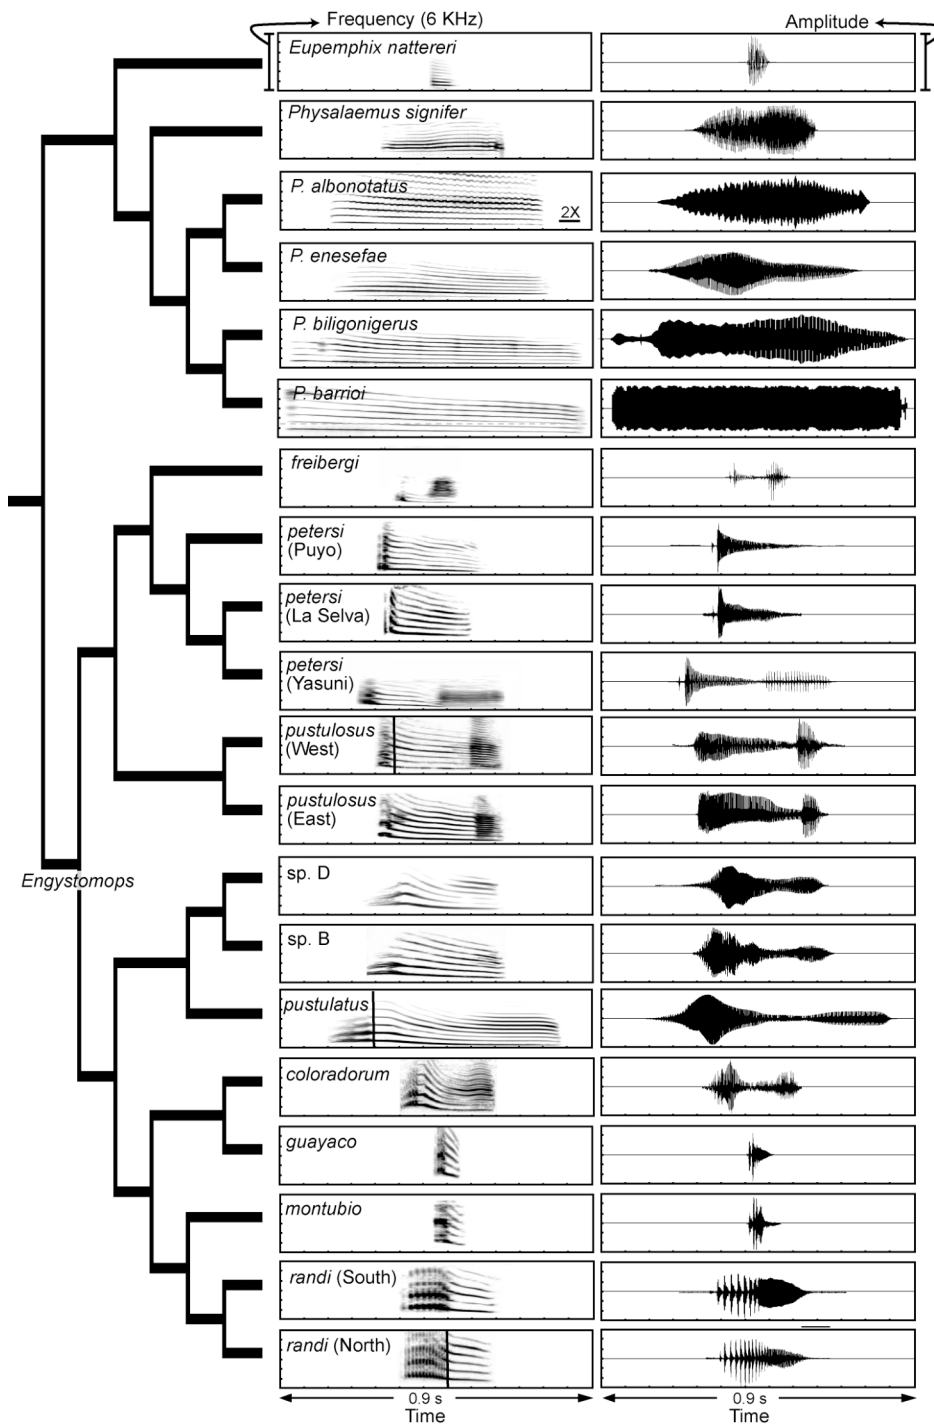 Frequency (6 KHz)
Amplitude
Eupemphix nattereri
Physalaemus signifer
P. albonotatus
2X
P. enesefae
P. biligonigerus
P. barrioi
freibergi
petersi
(Puyo)
petersi
(La Selva)
petersi
(Yasuni)
pustulosus
(West)
pustulosus
(East)
Engystomops
sp. D
sp. B
pustulatus
coloradorum
guayaco
montubio
randi (South)
randi (North)
0.9 s
Time
0.9 s
Time